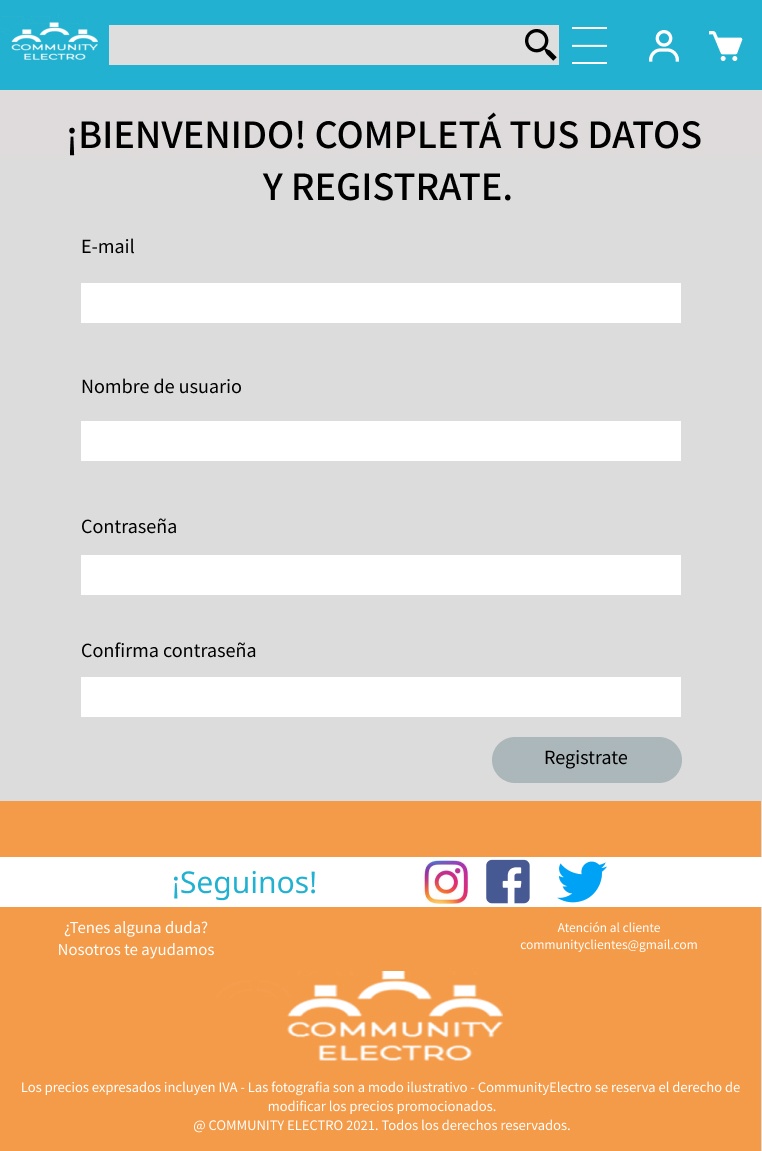 COMMUNITY
ELECTRO
¡BIENVENIDO! COMPLETÁ TUS DATOS
Y REGISTRATE.
E-mail
Nombre de usuario
Contraseña
Confirma contraseña
Registrate
¡Seguinos!
¿Tenes alguna duda?
Nosotros te ayudamos
Atención al cliente
communityclientes@gmail.com
COMMUNITY
ELECTRO
Los precios expresados incluyen IVA - Las fotografia son a modo ilustrativo - CommunityElectro se reserva el derecho de
modificar los precios promocionados.
@ COMMUNITY ELECTRO 2021. Todos los derechos reservados.